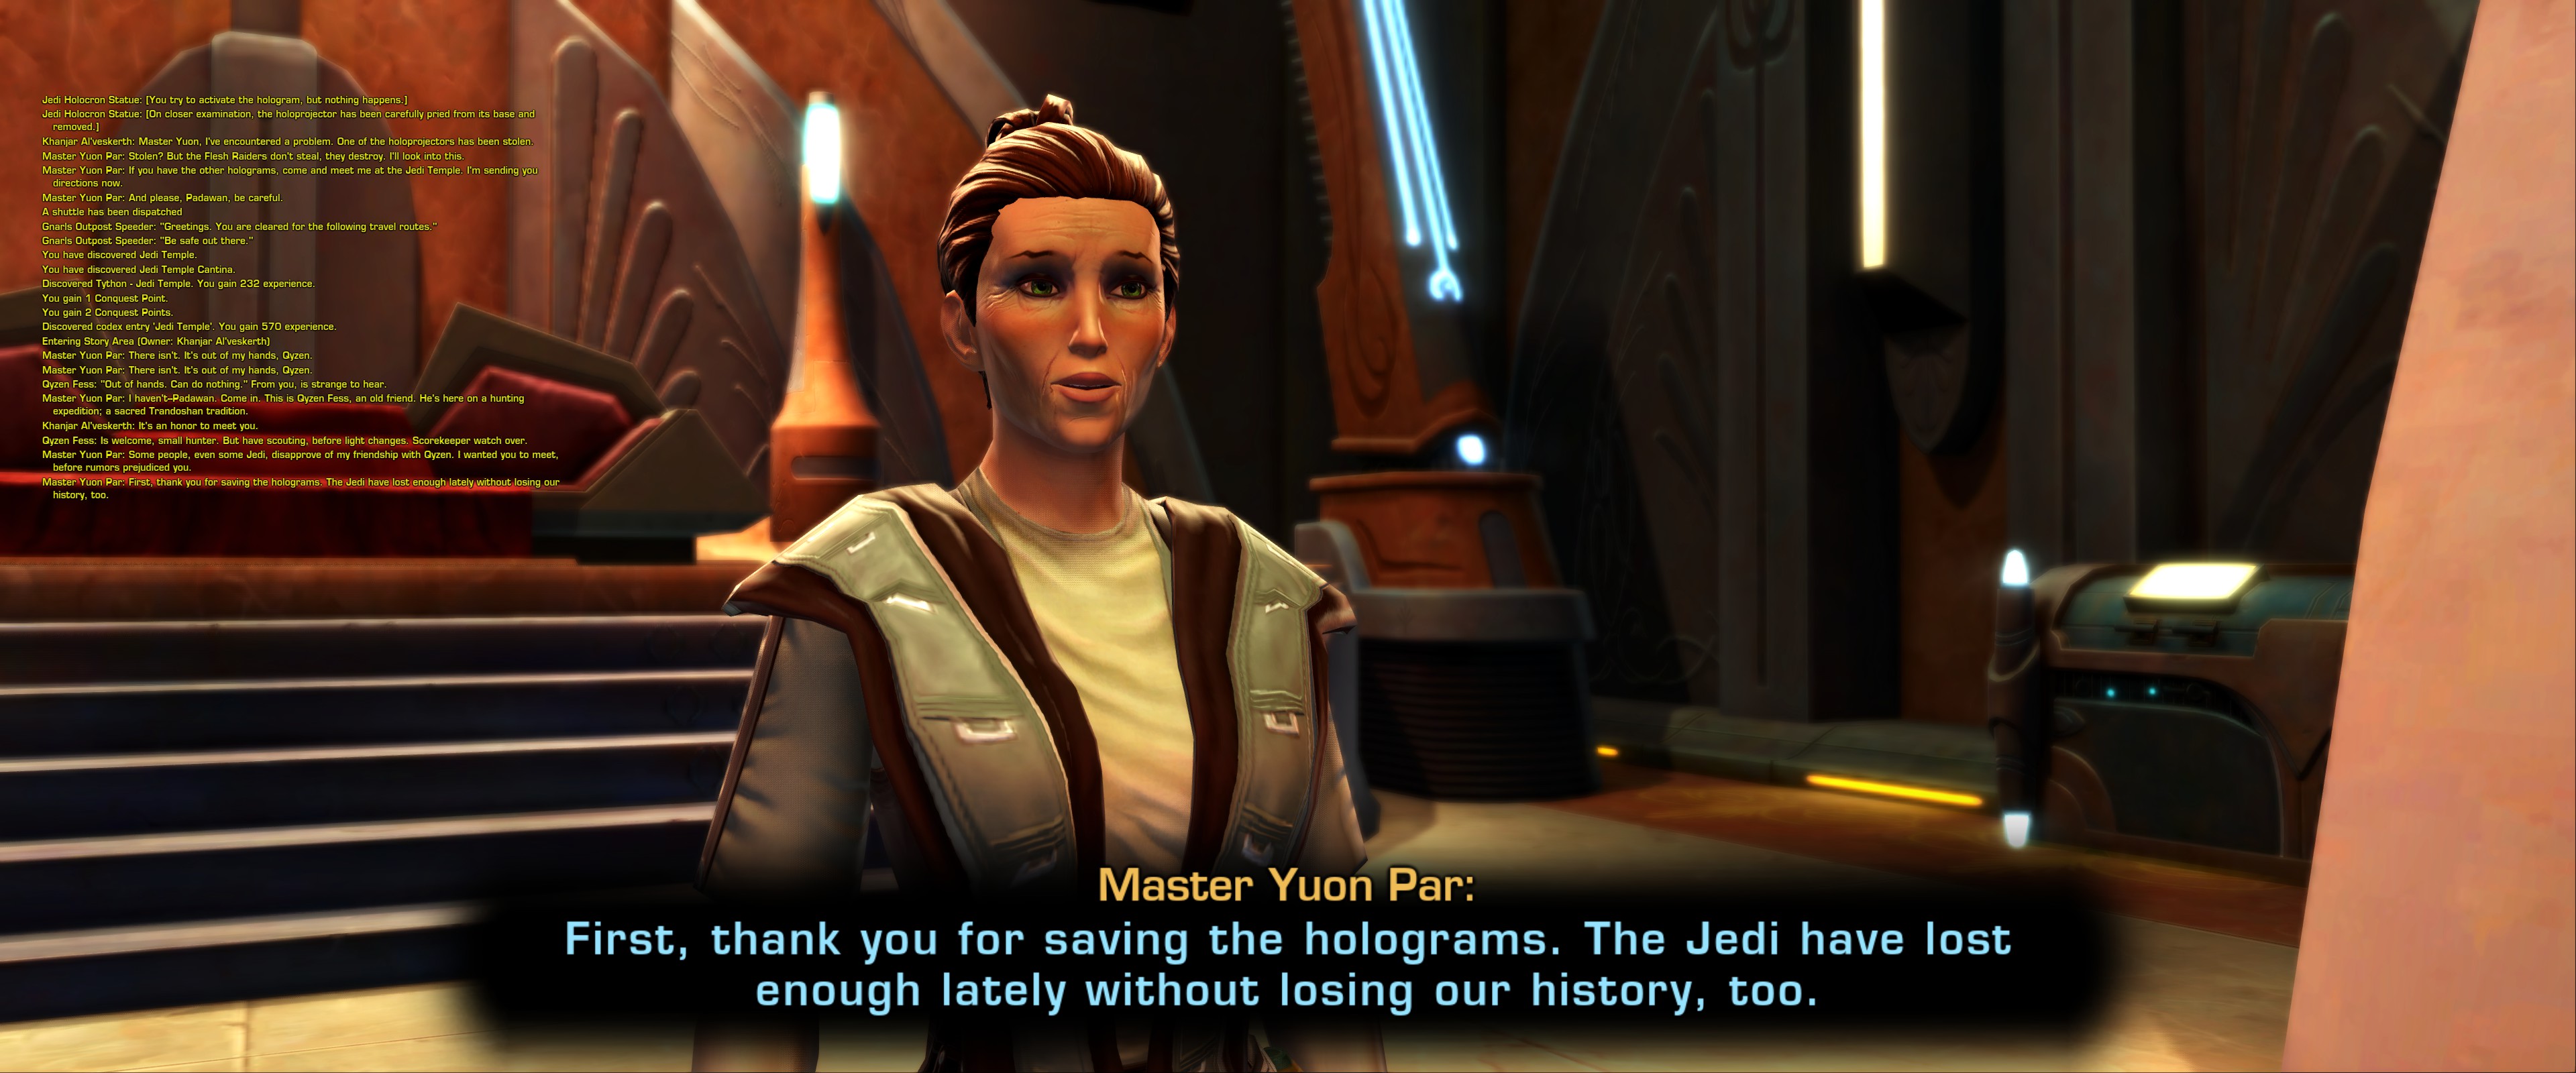 Jedi Holocron Statue: [You try to activate the hologram, but nothing happens.]
Jedi Holocron Statue: [On closer examination, the holoprojector has been carefully pried from its base and
removed.]
Khanjar Al'veskerth: Master Yuon, I've encountered a problem. One of the holoprojectors has been stolen.
Master Yuon Par: Stolen? But the Flesh Raiders don't steal, they destroy. I'll look into this.
Master Yuon Par: If you have the other holograms, come and meet me at the Jedi Temple. I'm sending you
directions now.
Master Yuon Par: And please, Padawan, be careful.
A shuttle has been dispatched
Gnarls Outpost Speeder: "Greetings. You are cleared for the following travel routes."
Gnarls Outpost Speeder: "Be safe out there."
You have discovered Jedi Temple.
You have discovered Jedi Temple Cantina.
Discovered Tython - Jedi Temple. You gain 232 experience.
You gain 1 Conquest Point.
You gain 2 Conquest Points.
Discovered codex entry 'Jedi Temple'. You gain 570 experience.
Entering Story Area (Owner: Khanjar Al'veskerth)
Master Yuon Par: There isn't. It's out of my hands, Qyzen.
Master Yuon Par: There isn't. It's out of my hands, Qyzen.
Qyzen Fess: "Out of hands. Can do nothing." From you, is strange to hear.
Master Yuon Par: I haven't–Padawan. Come in. This is Qyzen Fess, an old friend. He's here on a hunting
expedition; a sacred Trandoshan tradition.
Khanjar Al'veskerth: It's an honor to meet you.
Qyzen Fess: Is welcome, small hunter. But have scouting, before light changes. Scorekeeper watch over.
Master Yuon Par: Some people, even some Jedi, disapprove of my friendship with Qyzen. I wanted you to meet,
before rumors prejudiced you.
Master Yuon Par: First, thank you for saving the holograms. The Jedi have lost enough lately without losing our
history, too.
Master Yuon Par:
First, thank you for saving the holograms. The Jedi have lost
enough lately without losing our history, too.